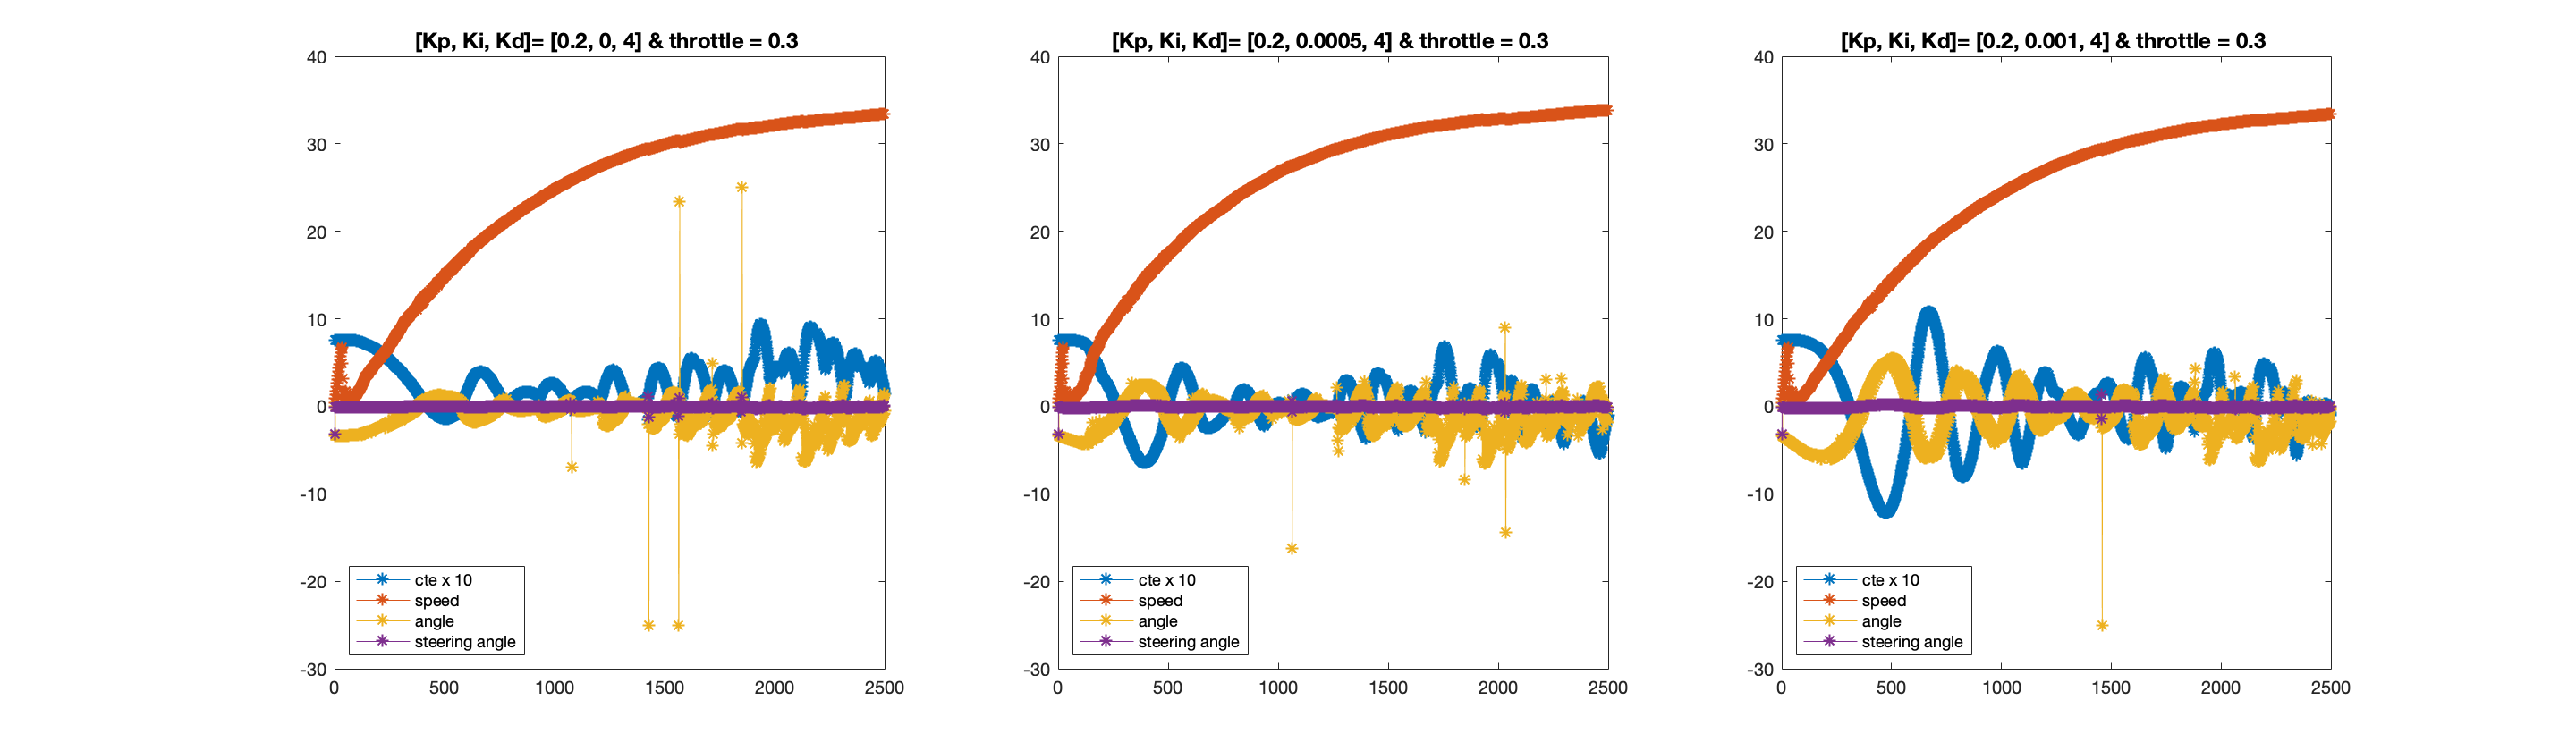 [Kp, Ki, Kd]= [0.2, 0, 4] & throttle = 0.3
40
30
20
10
0
-10
-20
-30
0 500 1000 1500 2000 2500
cte x 10
speed
angle
steering angle
[Kp, Ki, Kd]= [0.2, 0.0005, 4] & throttle = 0.3
40
30
20
10
0
-10
-20
-30
0 500 1000 1500 2000 2500
cte x 10
speed
angle
steering angle
[Kp, Ki, Kd]= [0.2, 0.001, 4] & throttle = 0.3
40
30
20
10
0
-10
-20
-30
0 500 1000 1500 2000 2500
cte x 10
speed
angle
steering angle